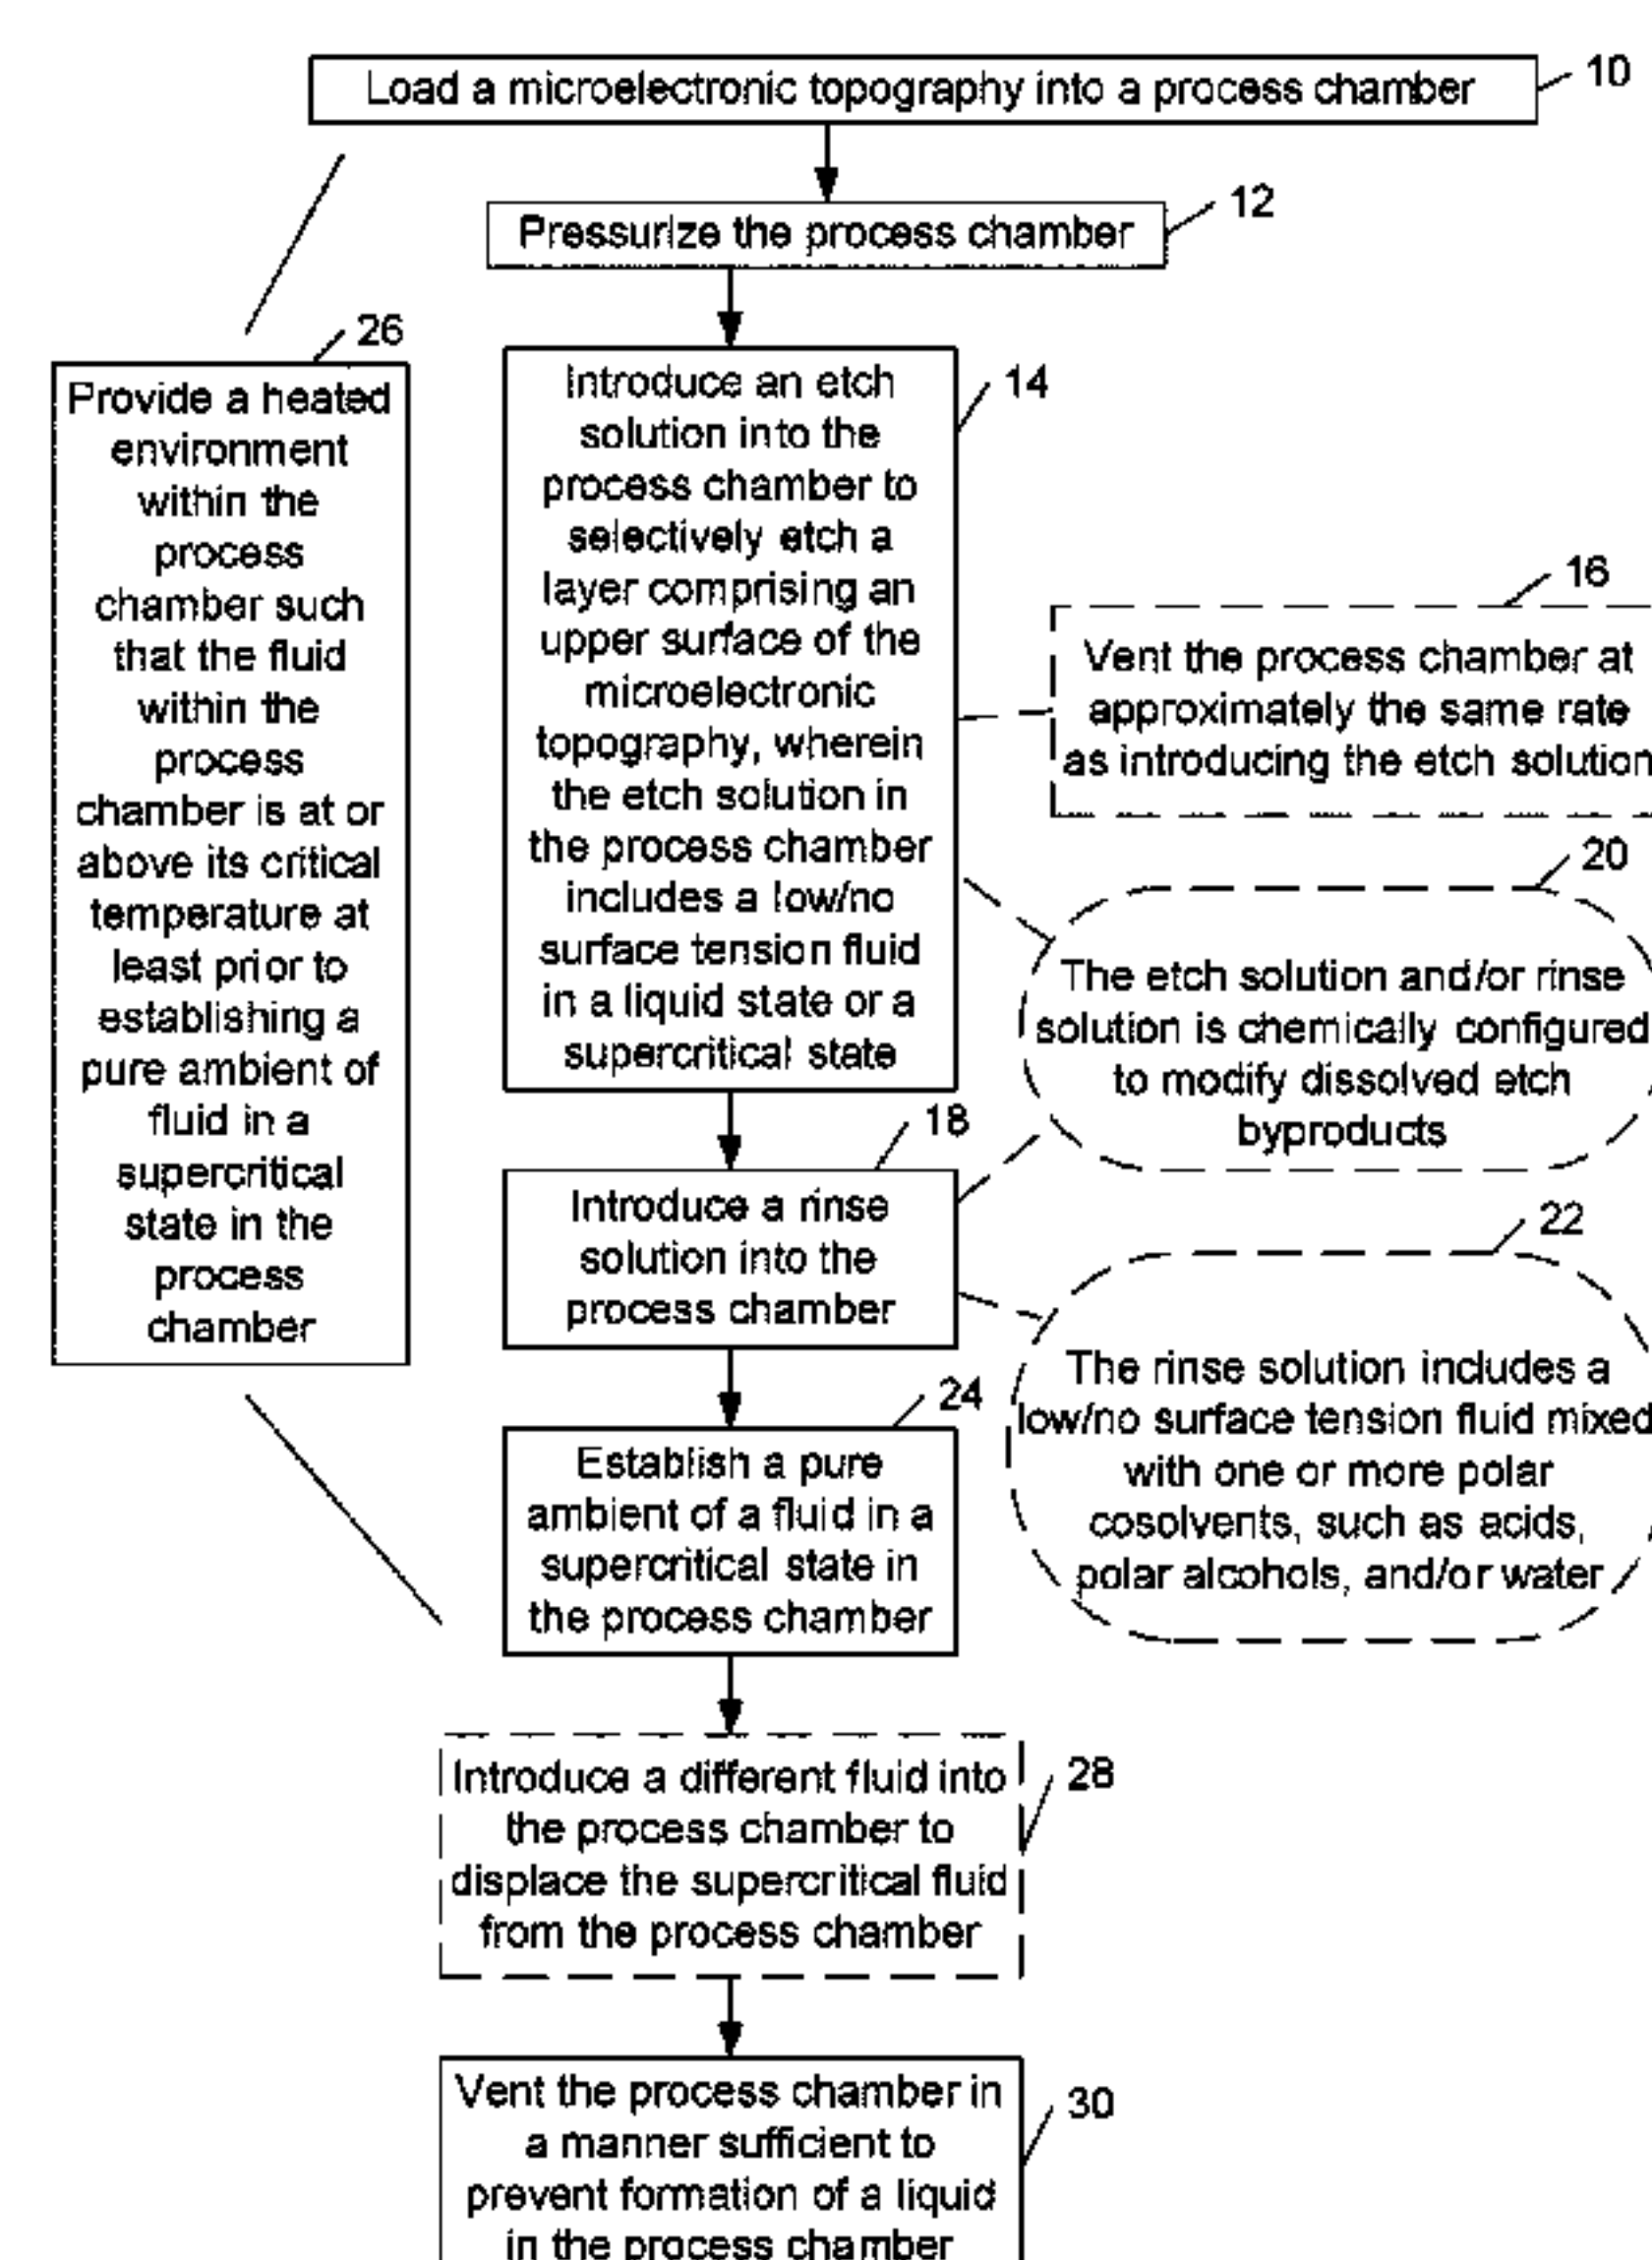 Load a microelectronic topography into a process chamber
10
Pressurize the process chamber
12
26
Provide a heated
environment
within the
process
chamber such
that the fluid
within the
process
chamber is at or
above its critical
temperature at
least prior to
establishing a
pure ambient of
fluid in a
supercritical
state in the
process
chamber
14
Introduce an etch
solution into the
process chamber to
selectively etch a
layer comprising an
upper surface of the
microelectronic
topography, wherein
the etch solution in
the process chamber
includes a low/no
surface tension fluid
in a liquid state or a
supercritical state
16
Vent the process chamber at
approximately the same rate
as introducing the etch solution
20
The etch solution and/or rinse
solution is chemically configured
to modify dissolved etch
byproducts
18
Introduce a rinse
solution into the
process chamber
22
The rinse solution includes a
low/no surface tension fluid mixed
with one or more polar
cosolvents, such as acids,
polar alcohols, and/or water
24
Establish a pure
ambient of a fluid in a
supercritical state in
the process chamber
28
Introduce a different fluid into
the process chamber to
displace the supercritical fluid
from the process chamber
30
Vent the process chamber in
a manner sufficient to
prevent formation of a liquid
in the process chamber